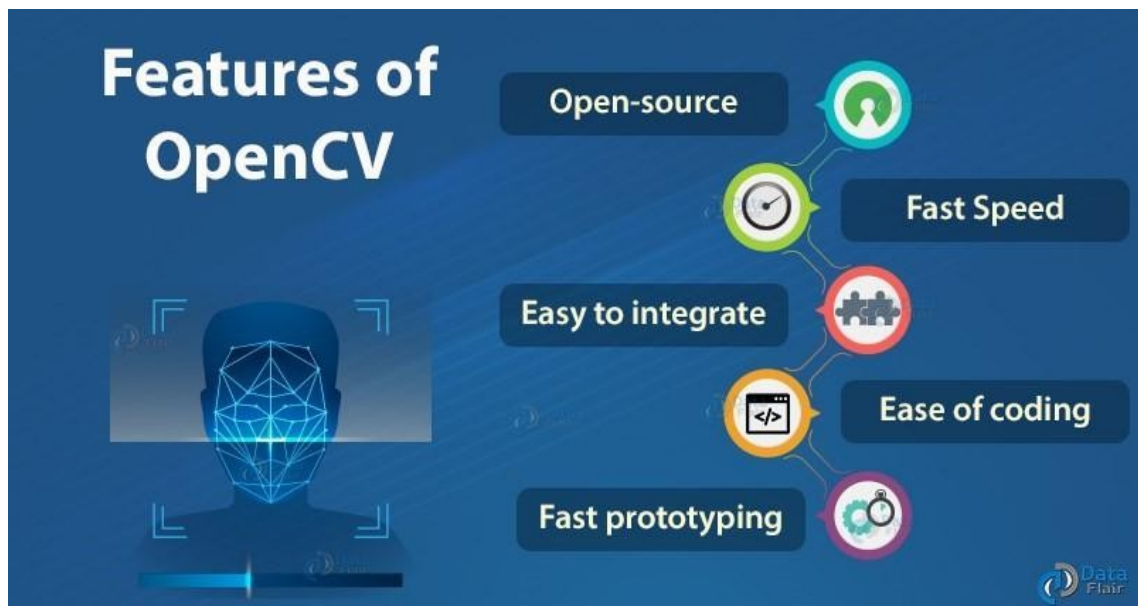 Features of
OpenCV
Open-source
Fast Speed
Easy to integrate
</>
Ease of coding
Fast prototyping
Data
Flair